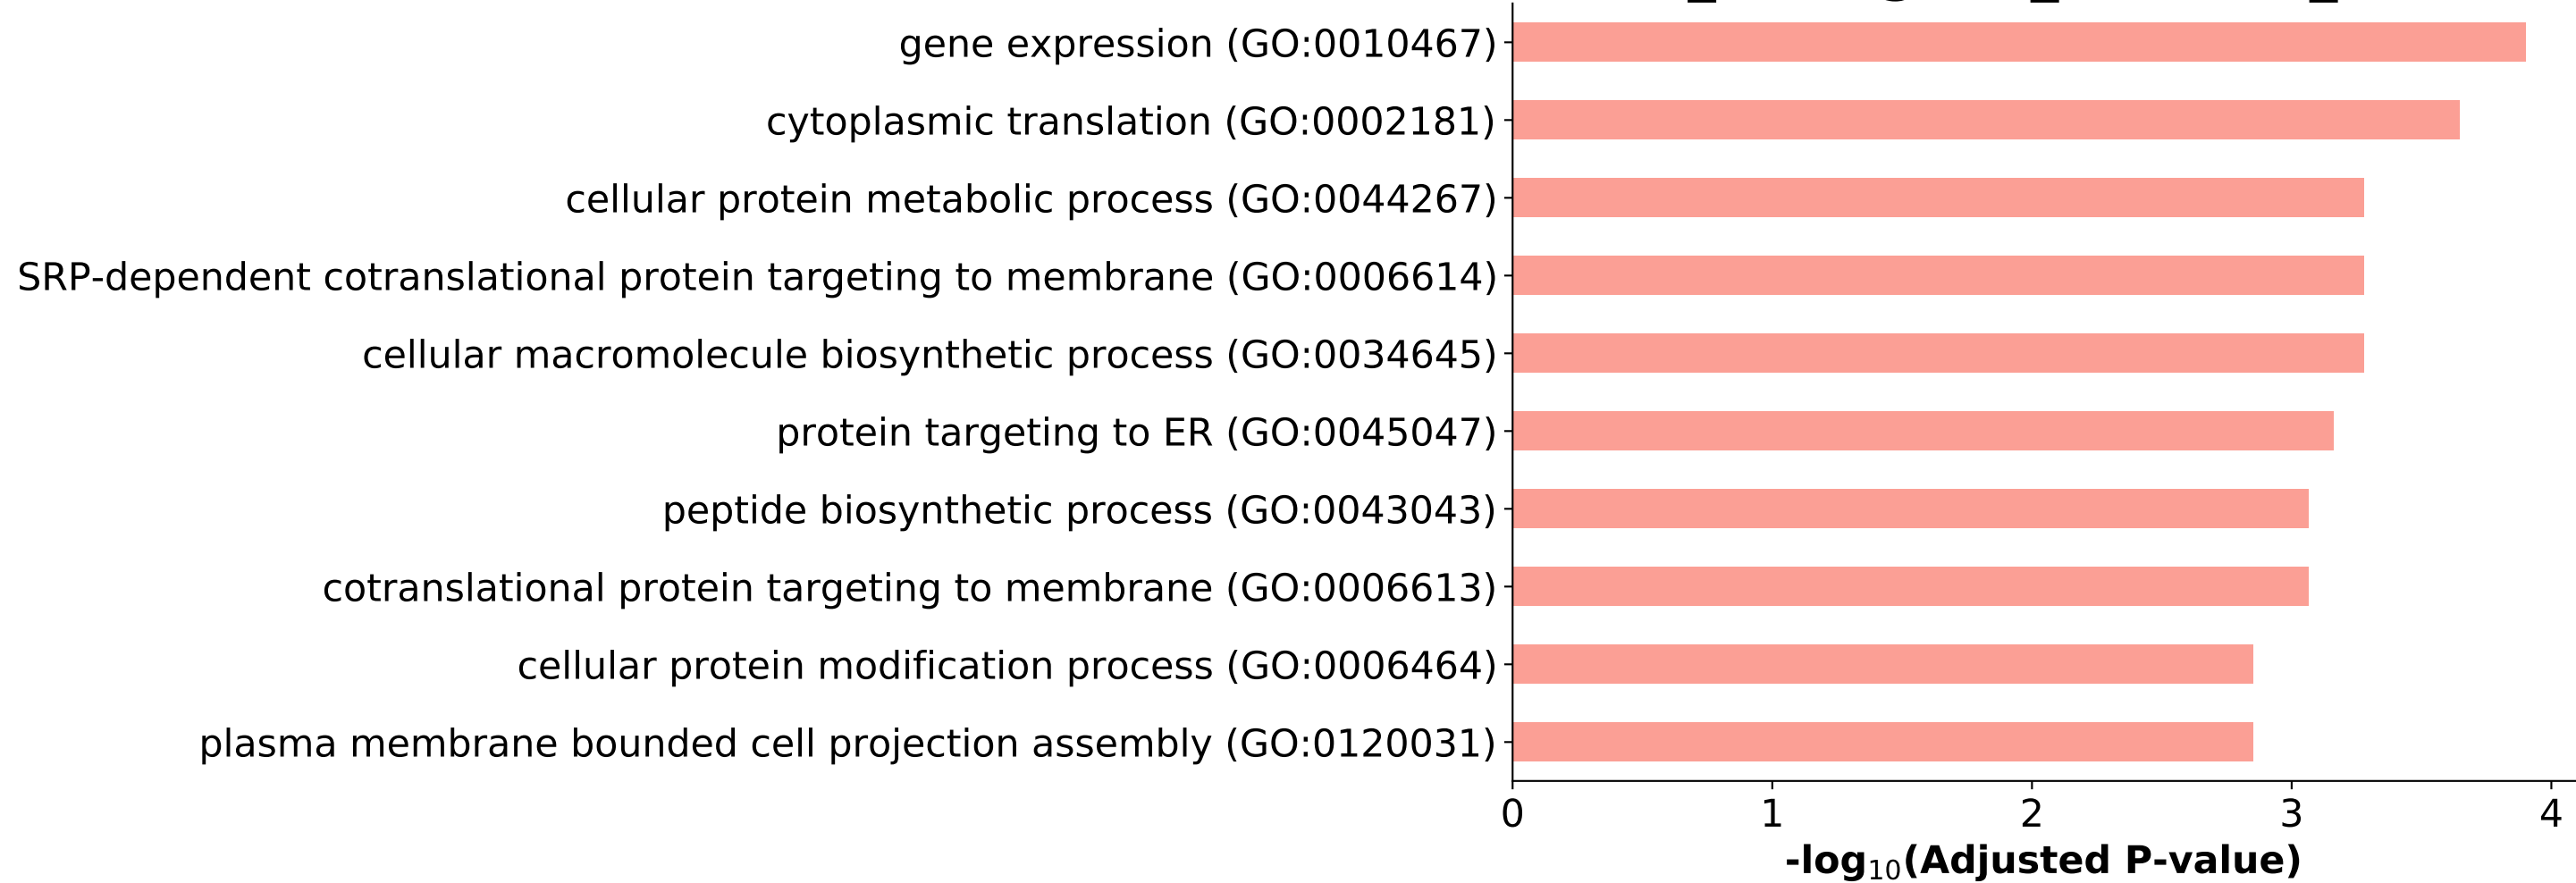 gene expression (GO:0010467)
cytoplasmic translation (GO:0002181)
cellular protein metabolic process (GO:0044267)
SRP-dependent cotranslational protein targeting to membrane (GO:0006614)
cellular macromolecule biosynthetic process (GO:0034645)
protein targeting to ER (GO:0045047)
peptide biosynthetic process (GO:0043043)
cotranslational protein targeting to membrane (GO:0006613)
cellular protein modification process (GO:0006464)
plasma membrane bounded cell projection assembly (GO:0120031)
0 1 2 3 4
-log₁₀(Adjusted P-value)